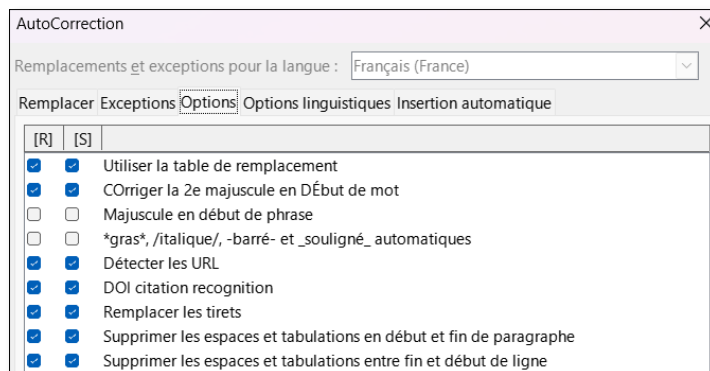 AutoCorrection
Remplacements et exceptions pour la langue : Français (France)
Remplacer Exceptions Options Options linguistiques Insertion automatique
[R] [S]
Utiliser la table de remplacement
COrriger la 2e majuscule en DÉbut de mot
Majuscule en début de phrase
*gras*, /italique/, -barré- et _souligné_ automatiques
Détecter les URL
DOI citation recognition
Remplacer les tirets
Supprimer les espaces et tabulations en début et fin de paragraphe
Supprimer les espaces et tabulations entre fin et début de ligne